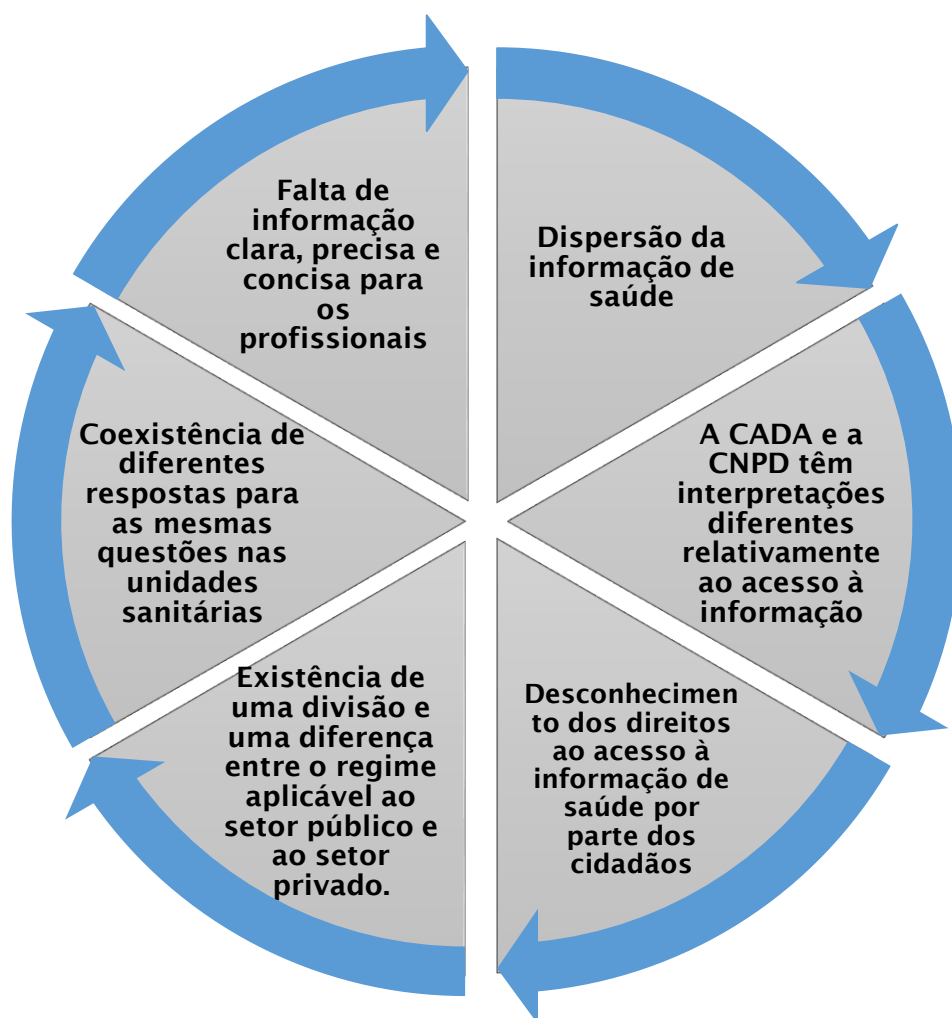 Falta de
informação
clara, precisa e
concisa para
os
profissionais
Dispersão da
informação de
saúde
A CADA e a
CNPD têm
interpretações
diferentes
relativamente
ao acesso à
informação
Desconhecimen
to dos direitos
ao acesso à
informação de
saúde por
parte dos
cidadãos
Existência de
uma divisão e
uma diferença
entre o regime
aplicável ao
setor público e
ao setor
privado.
Coexistência de
diferentes
respostas para
as mesmas
questões nas
unidades
sanitárias